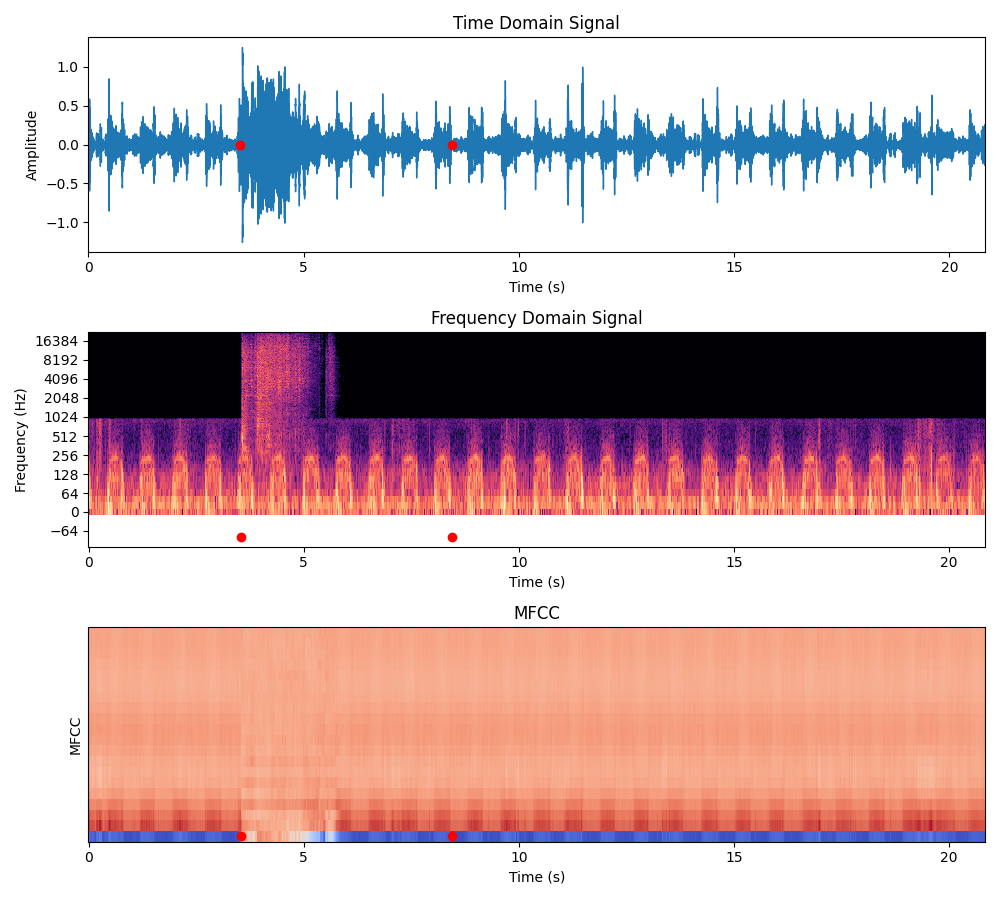 Time Domain Signal
1.0
0.5
0.0
−0.5
−1.0
Amplitude
0 5 10 15 20
Time (s)
Frequency Domain Signal
16384
8192
4096
2048
1024
512
256
128
64
0
−64
Frequency (Hz)
0 5 10 15 20
Time (s)
MFCC
MFCC
0 5 10 15 20
Time (s)